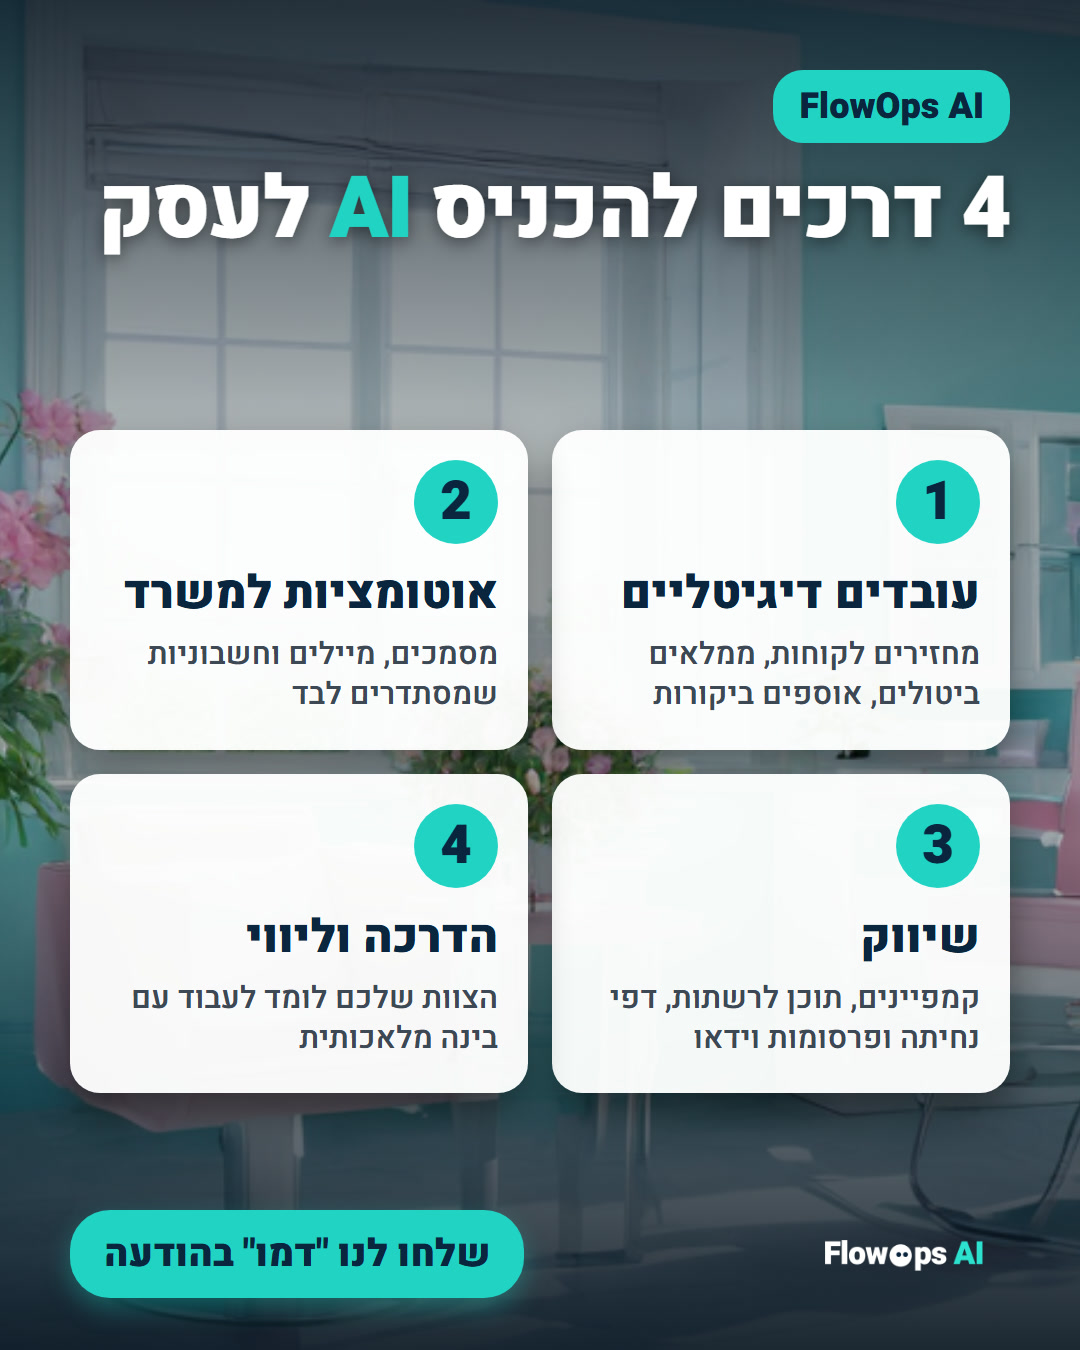 FlowOps AI
4 דרכים להכניס AI לעסק
1
עובדים דיגיטליים
מחזירים לקוחות, ממלאים
ביטולים, אוספים ביקורות
2
אוטומציות למשרד
מסמכים, מיילים וחשבוניות
שמסתדרים לבד
3
שיווק
קמפיינים, תוכן לרשתות, דפי
נחיתה ופרסומות וידאו
4
הדרכה וליווי
הצוות שלכם לומד לעבוד עם
בינה מלאכותית
שלחו לנו "דמו" בהודעה
FlowOps AI